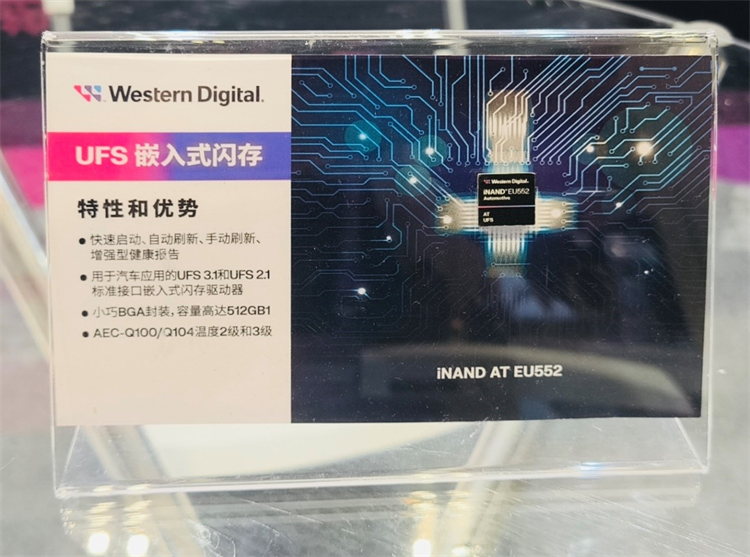 Western Digital.
UFS 嵌入式闪存
特性和优势
• 快速启动、自动刷新、手动刷新、
增强型健康报告
• 用于汽车应用的UFS 3.1和UFS 2.1
标准接口嵌入式闪存驱动器
• 小巧BGA封装，容量高达512GB1
• AEC-Q100/Q104温度2级和3级
Western Digital.
iNAND® EU552
Automotive
AT
UFS
iNAND AT EU552